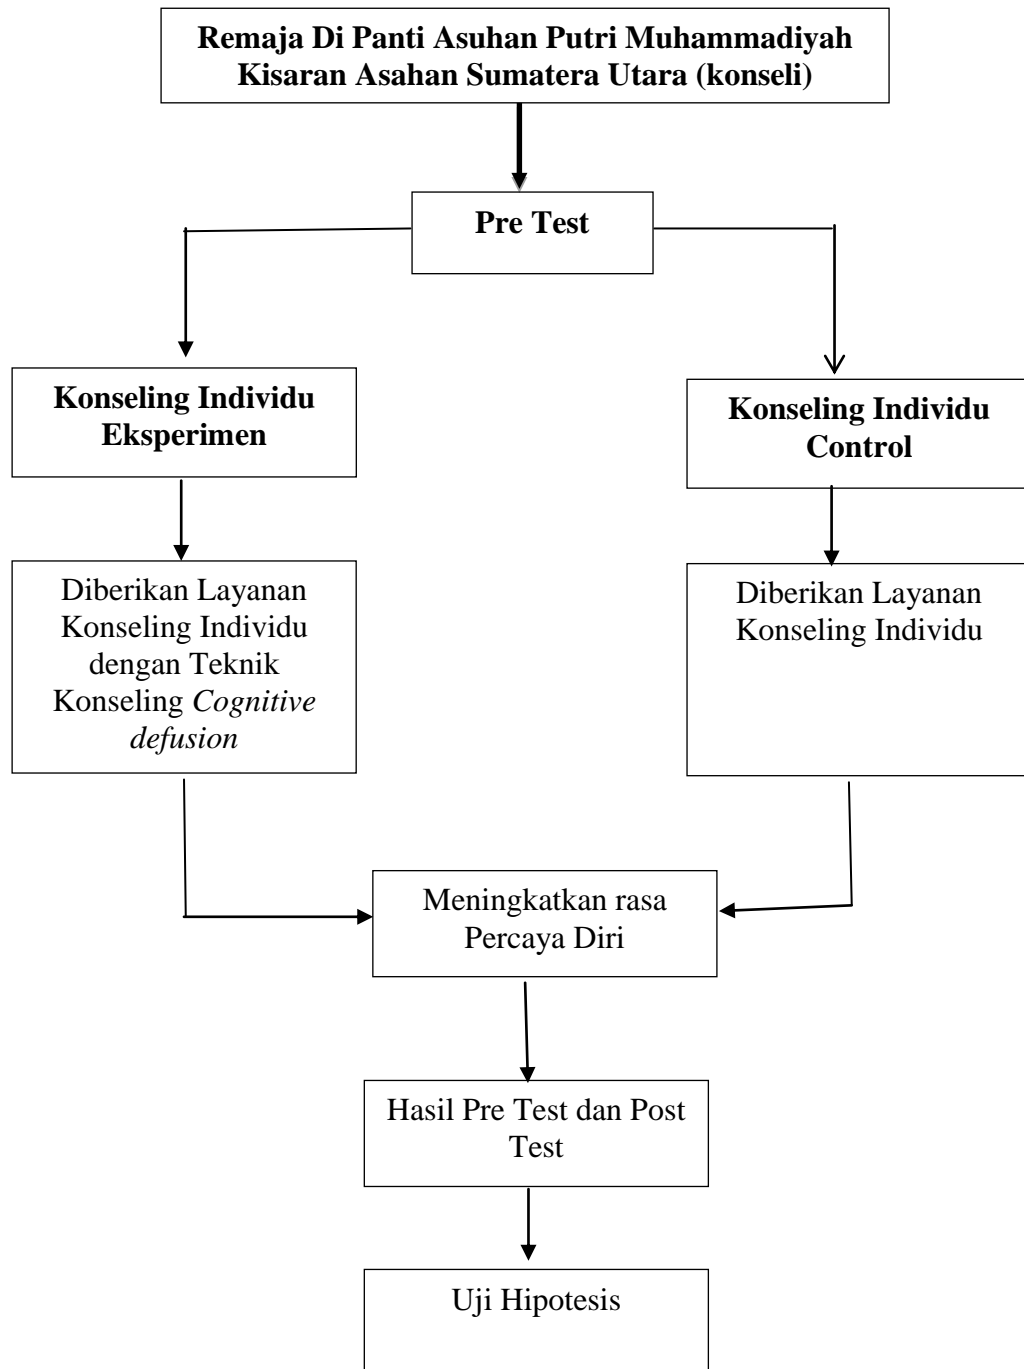 Remaja Di Panti Asuhan Putri Muhammadiyah
Kisaran Asahan Sumatera Utara (konseli)
Pre Test
Konseling Individu
Eksperimen
Konseling Individu
Control
Diberikan Layanan
Konseling Individu
dengan Teknik
Konseling Cognitive
defusion
Diberikan Layanan
Konseling Individu
Meningkatkan rasa
Percaya Diri
Hasil Pre Test dan Post
Test
Uji Hipotesis